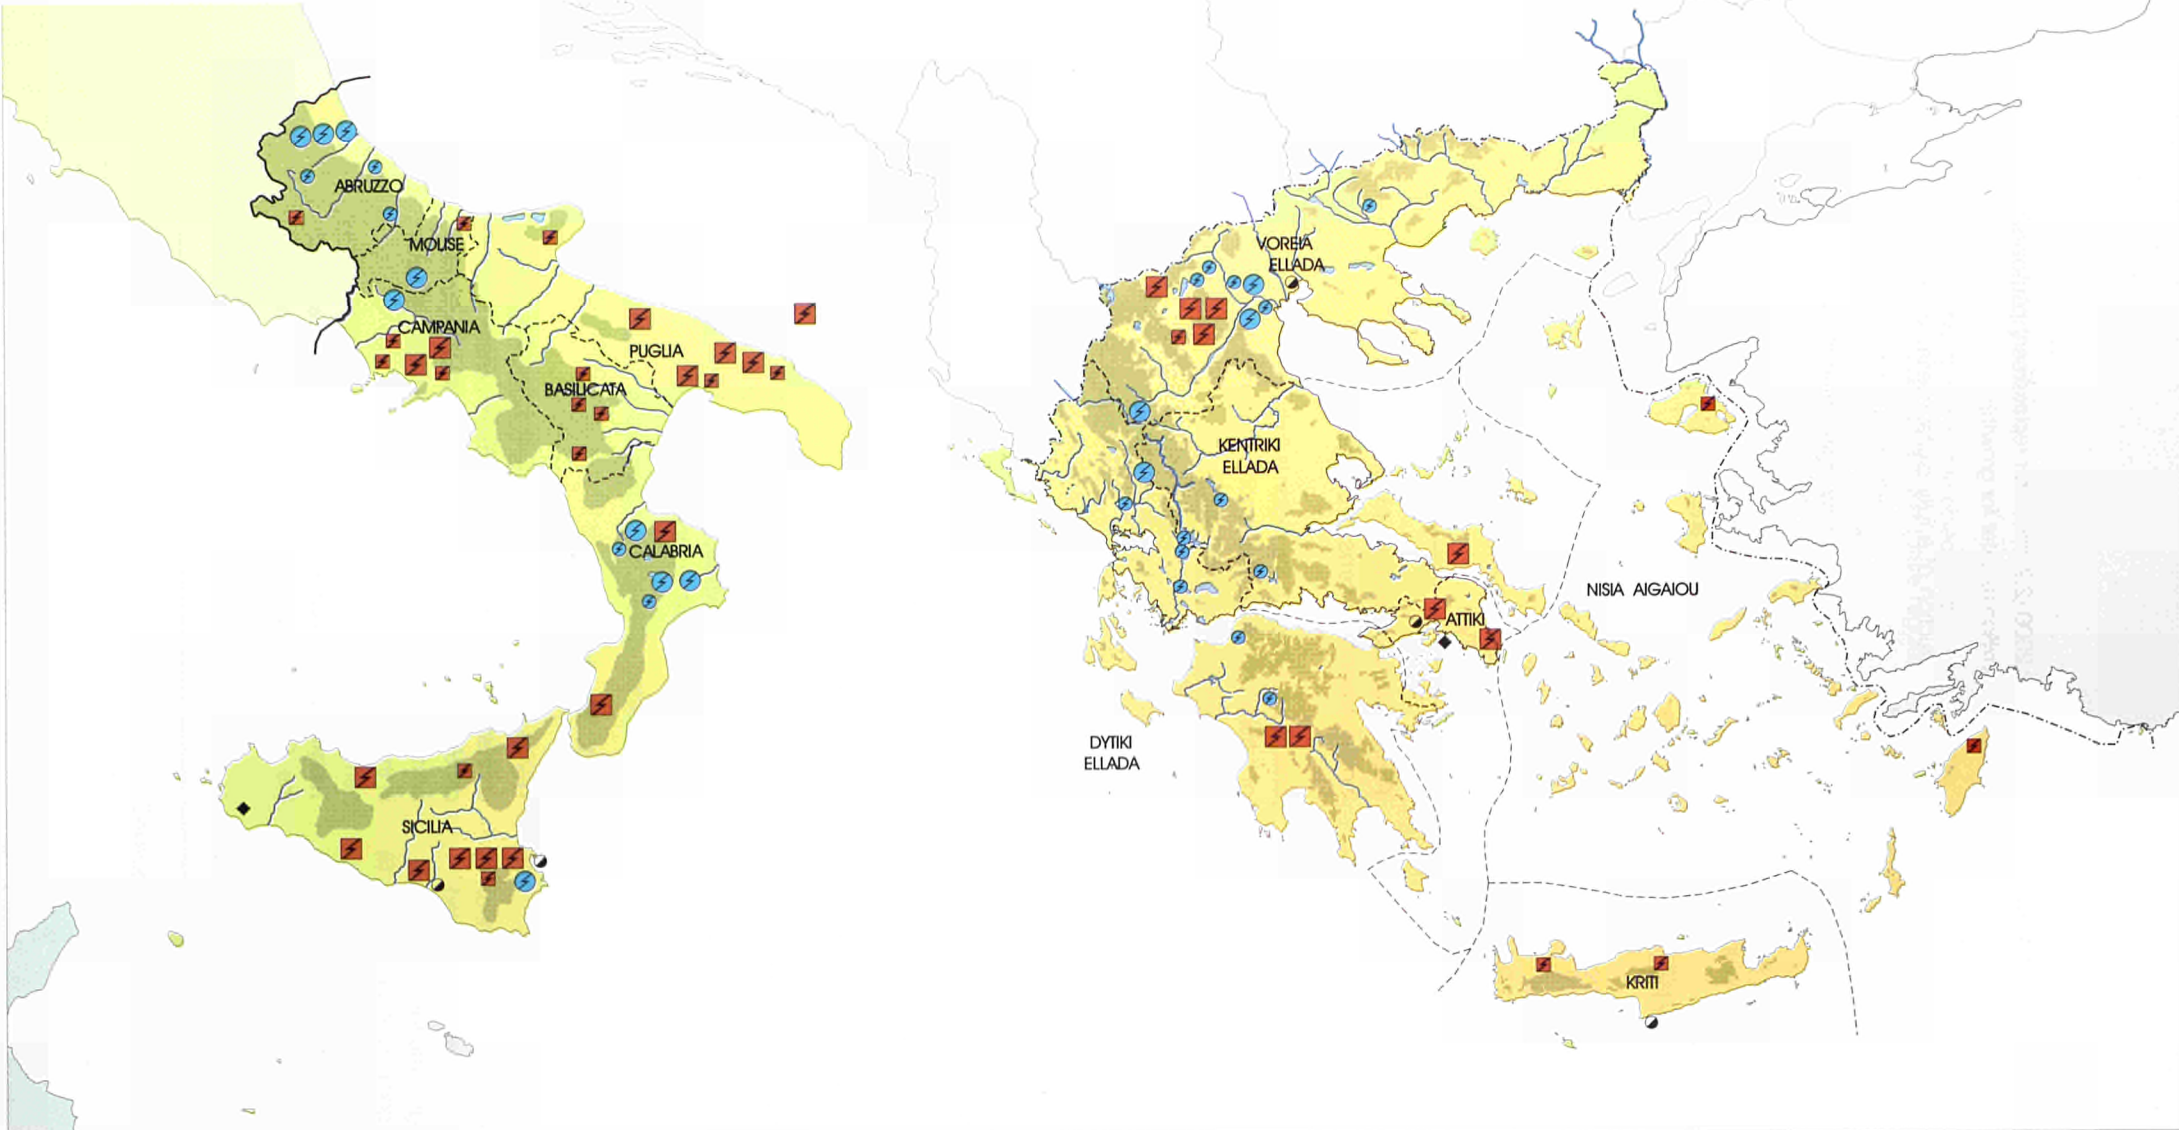 ABRUZZO
MOLISE
CAMPANIA
PUGLIA
BASILICATA
CALABRIA
SICILIA
VOREIA
ELLADA
KENTRIKI
ELLADA
NISIA AIGAIOU
ATTIKI
DYTIKI
ELLADA
KRITI